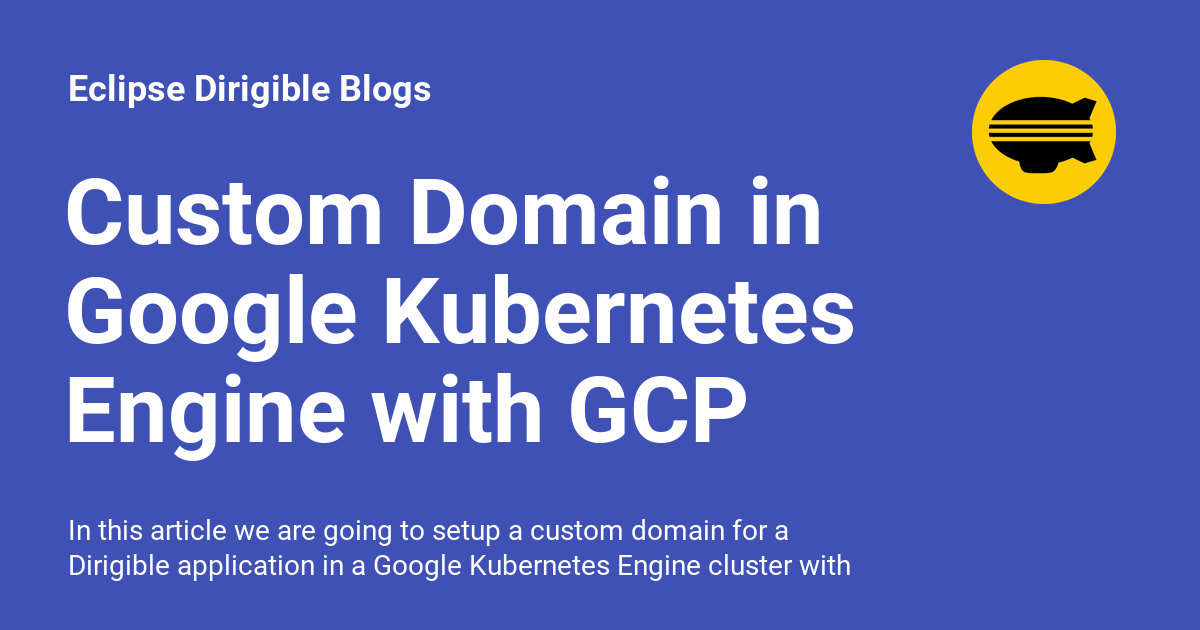 Eclipse Dirigible Blogs
Custom Domain in
Google Kubernetes
Engine with GCP
In this article we are going to setup a custom domain for a
Dirigible application in a Google Kubernetes Engine cluster with